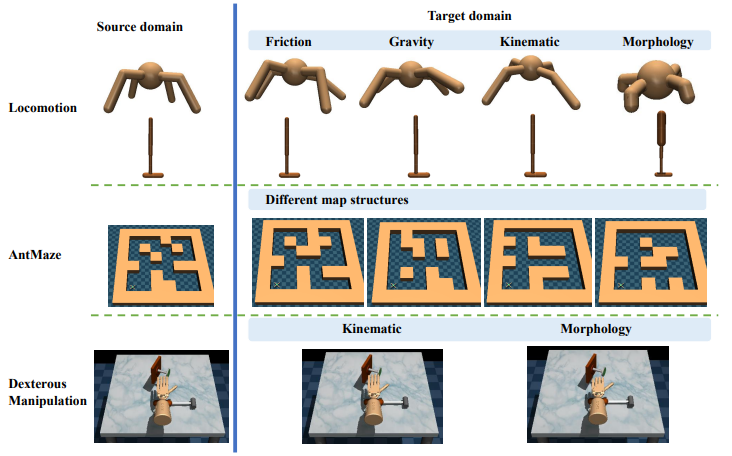 Source domain
Target domain
Friction
Gravity
Kinematic
Morphology
Locomotion
Different map structures
AntMaze
Kinematic
Morphology
Dexterous
Manipulation